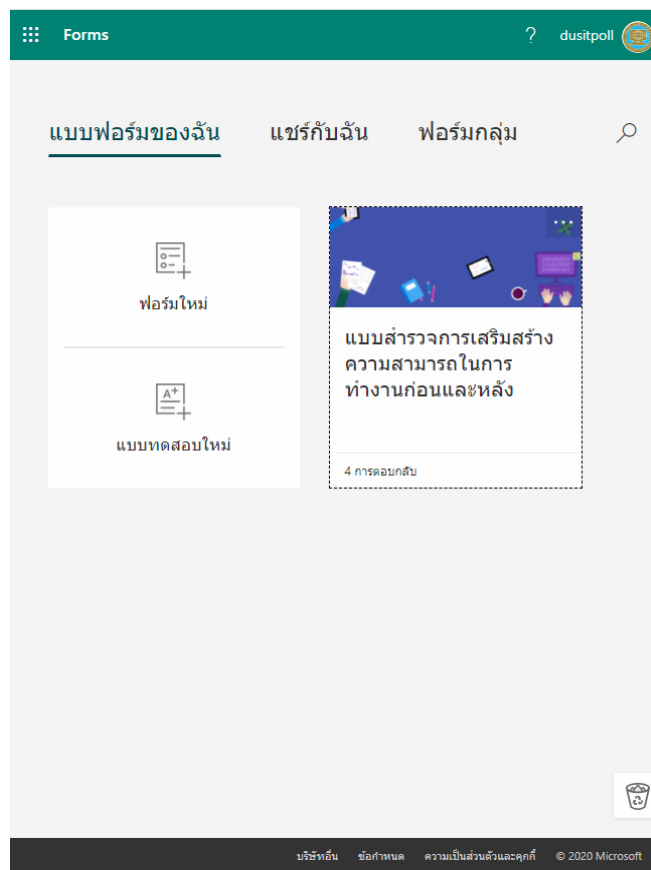 Forms
?
dusitpoll
แบบฟอร์มของฉัน
แชร์กับฉัน
ฟอร์มกลุ่ม
ฟอร์มใหม่
A+
แบบทดสอบใหม่
แบบสำรวจการเสริมสร้าง
ความสามารถในการ
ทำงานก่อนและหลัง
4 การตอบกลับ
บริษัทอื่น ข้อกำหนด ความเป็นส่วนตัวและคุกกี้ © 2020 Microsoft